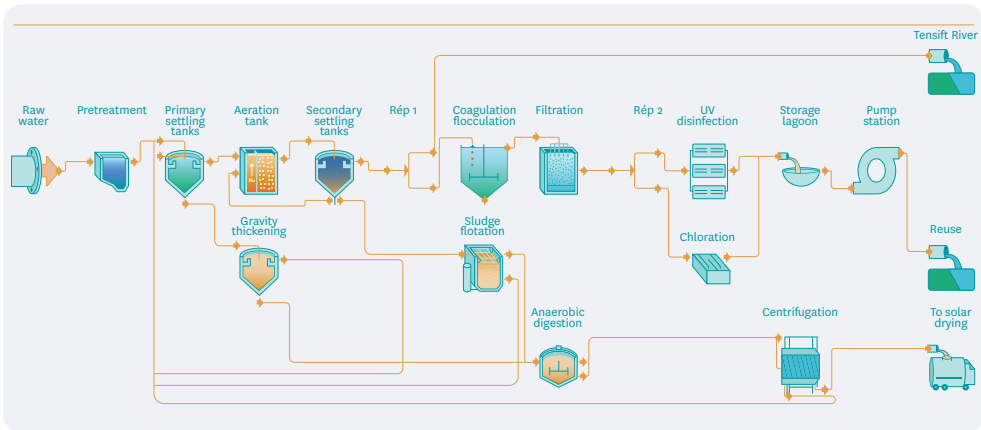 Tensift River
Raw
water
Pretreatment
Primary
settling
tanks
Aeration
tank
Secondary
settling
tanks
Rép 1
Coagulation
flocculation
Filtration
Rép 2
UV
disinfection
Storage
lagoon
Pump
station
Gravity
thickening
Sludge
flotation
Chloration
Reuse
Anaerobic
digestion
Centrifugation
To solar
drying